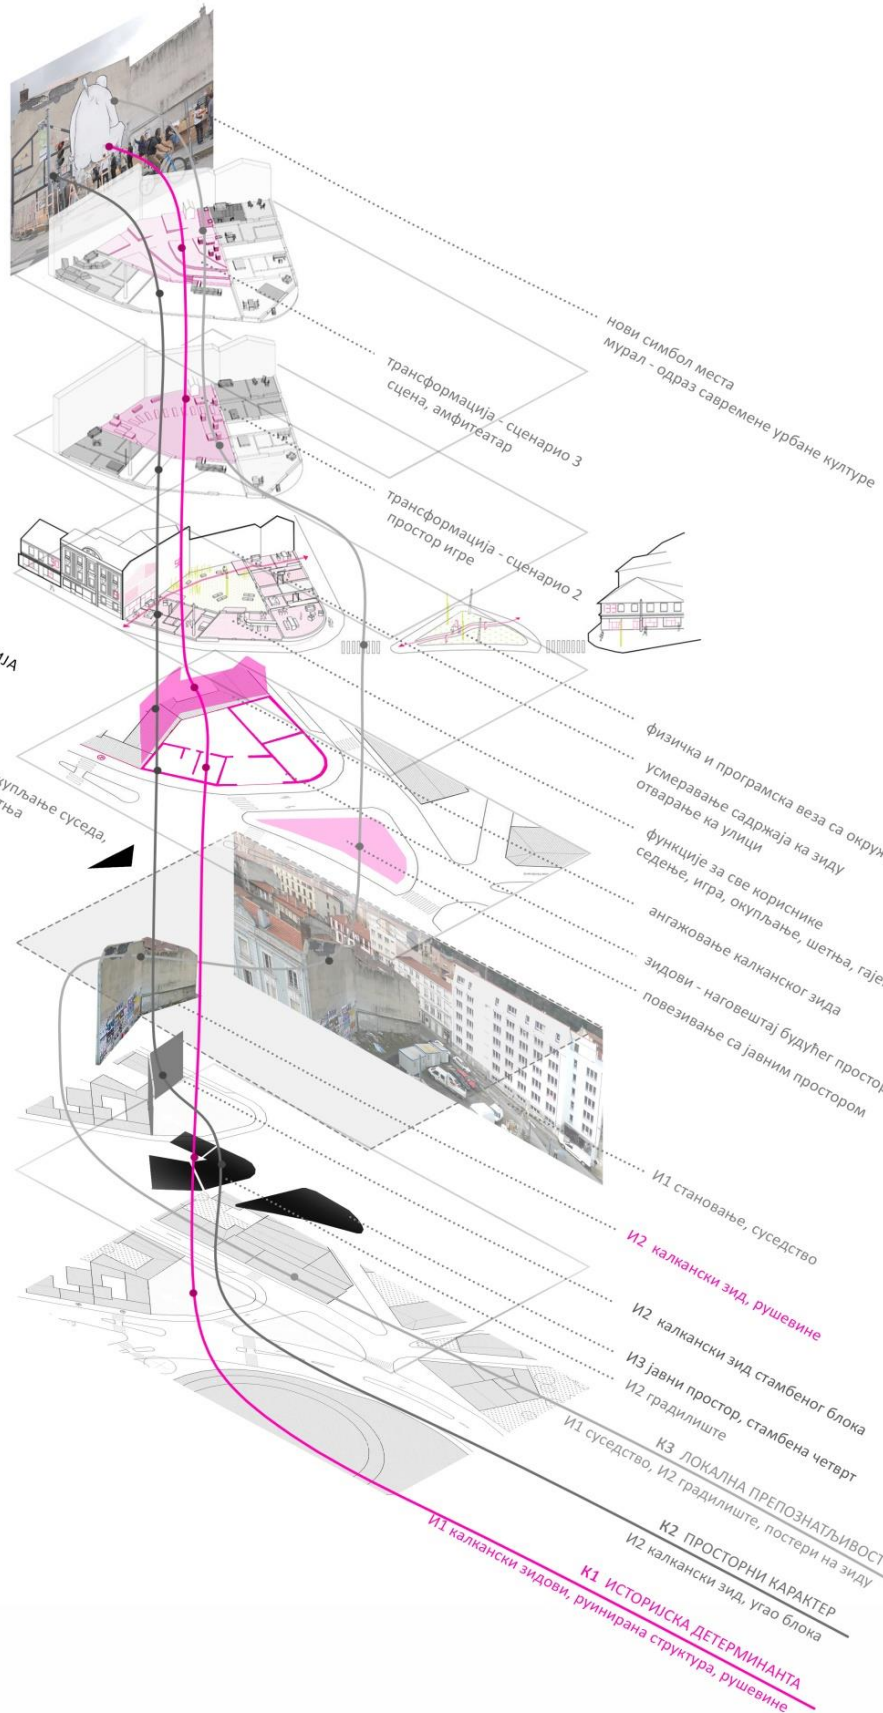 нови симбол места
мурал - одраз савремене урбане културе
трансформација - сценарио 3
сцена, амфитеатар
трансформација - сценарио 2
простор игре
ИЈА
купљање суседа,
тња
физичка и програмска веза са окруж
усмеравање садржаја ка зиду
отварање ка улици
функције за све кориснике
седење, игра, окупљање, шетња, гаје
ангажовање калканског зида
зидови - наговештај будућег простор
повезивање са јавним простором
И1 становање, суседство
И2 калкански зид, рушевине
И2 калкански зид стамбеног блока
И3 јавни простор, стамбена четврт
И2 градилиште
К3 ЛОКАЛНА ПРЕПОЗНАТЉИВОСТ
И1 суседство, И2 градилиште, постери на зиду
К2 ПРОСТОРНИ КАРАКТЕР
И2 калкански зид, угао блока
К1 ИСТОРИЈСКА ДЕТЕРМИНАНТА
И1 калкански зидови, руинирана структура, рушевине